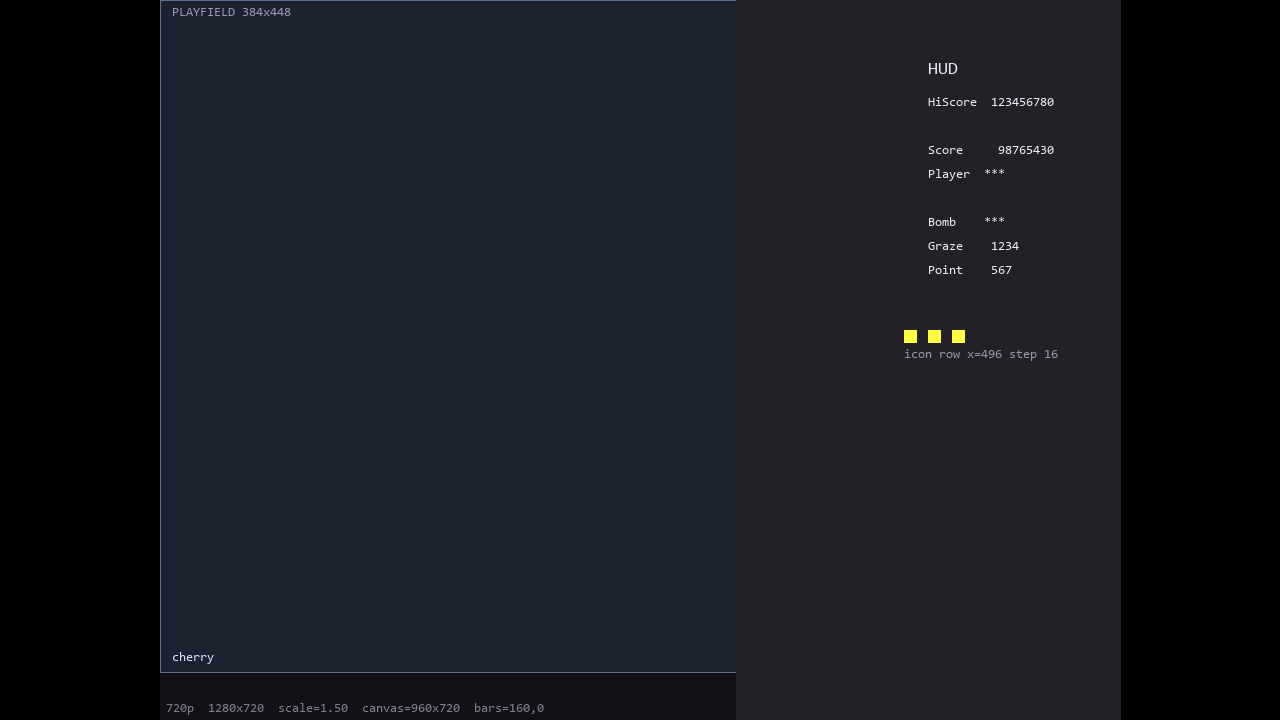 PLAYFIELD 384x448
HUD
HiScore  123456780
Score     98765430
Player  ***
Bomb    ***
Graze    1234
Point    567
icon row x=496 step 16
cherry
720p  1280x720  scale=1.50  canvas=960x720  bars=160,0